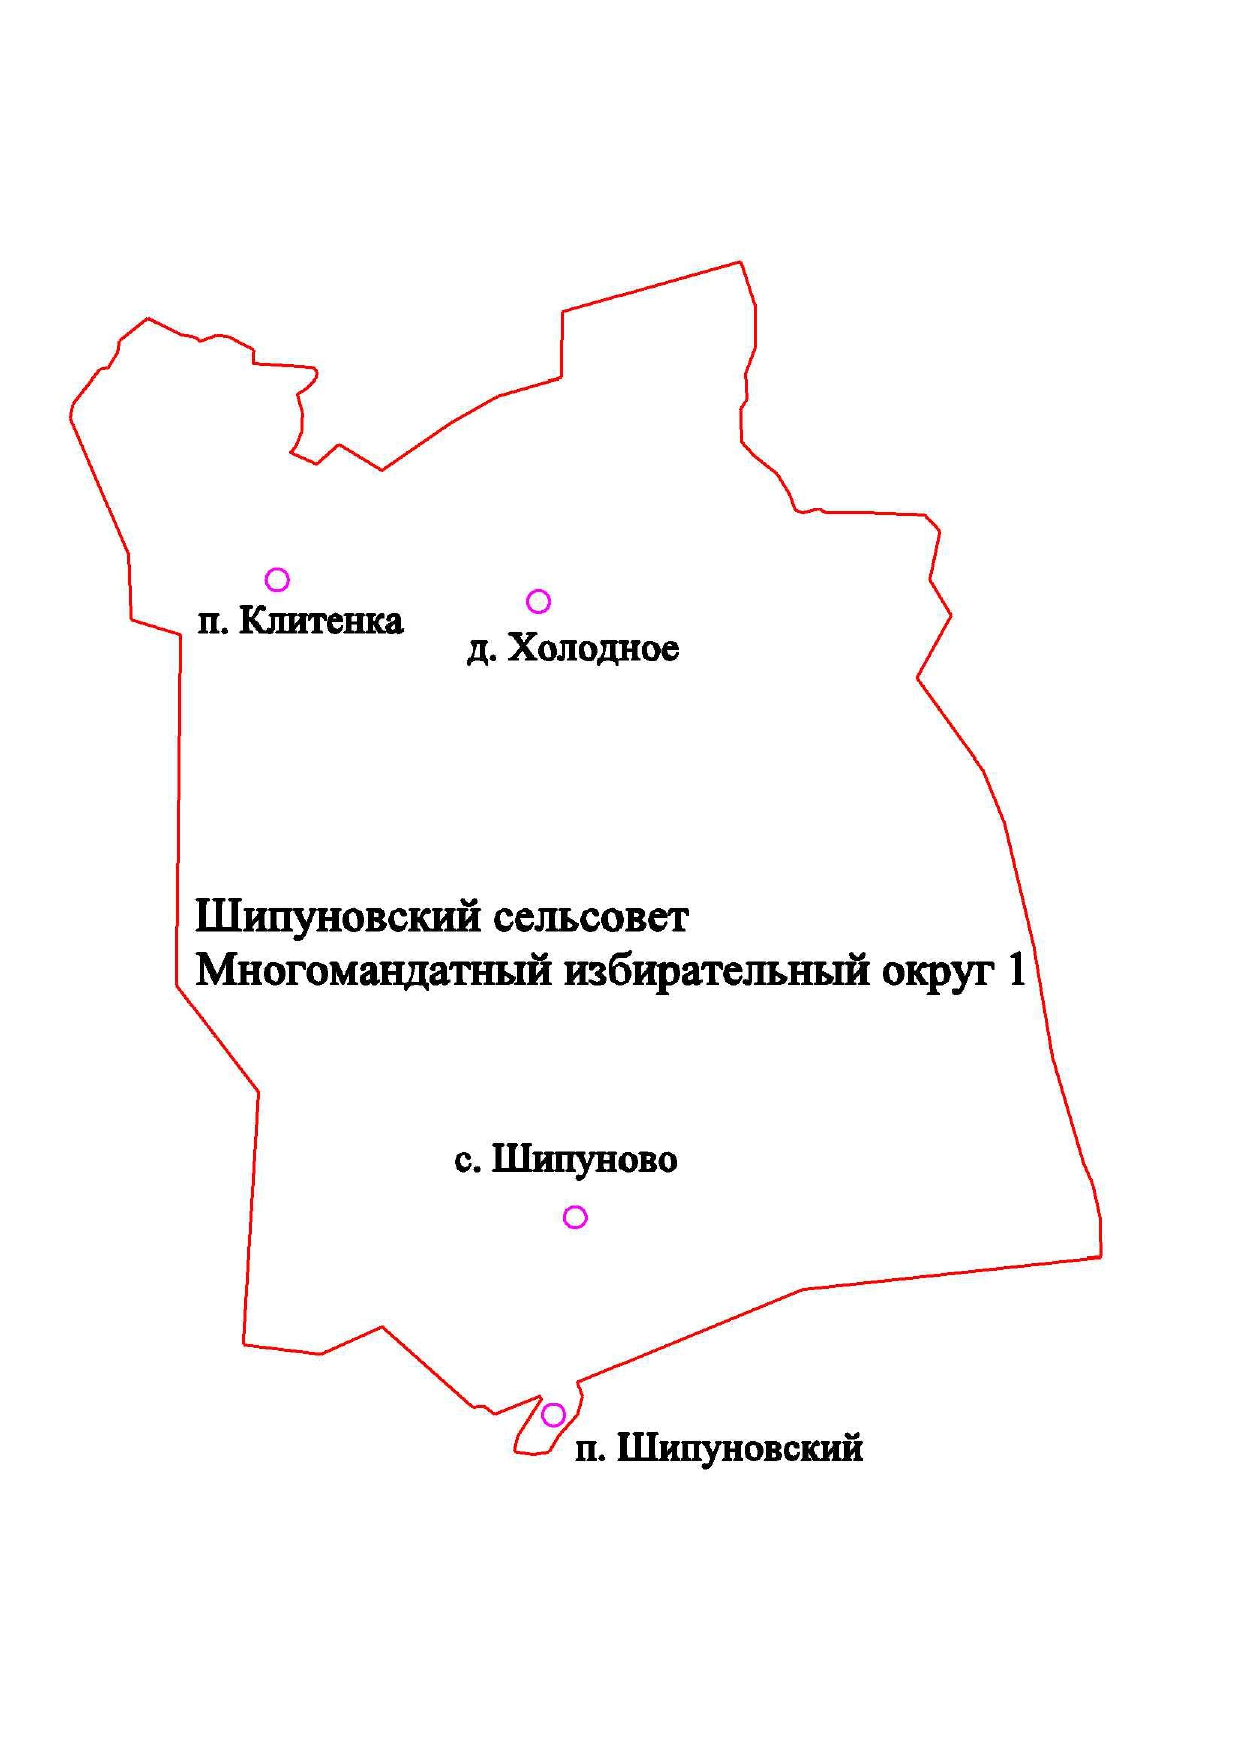 п. Клитенка
д. Холодное
Шипуновский сельсовет
Многомандатный избирательный округ 1
с. Шипуново
п. Шипуновский